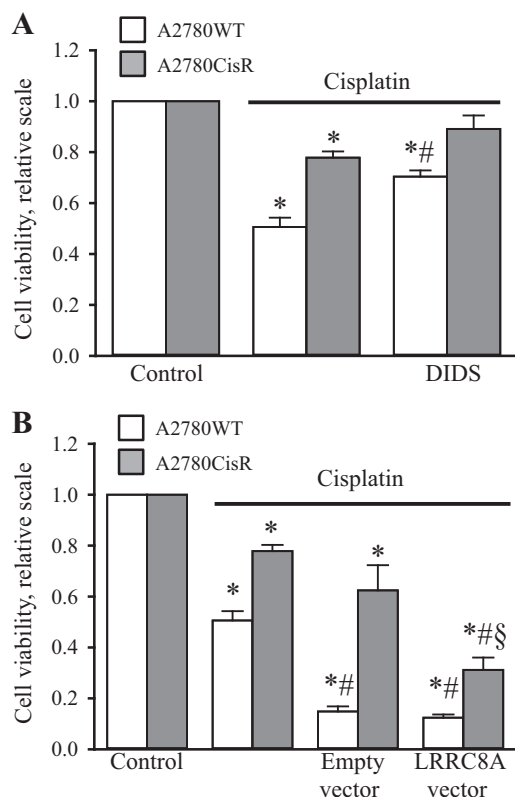 A
A2780WT
A2780CisR
Cisplatin
Cell viability, relative scale
1.2
1.0
0.8
0.6
0.4
0.2
0.0
*
*
*#
Control
DIDS
B
A2780WT
A2780CisR
Cisplatin
Cell viability, relative scale
1.2
1.0
0.8
0.6
0.4
0.2
0.0
*
*
*#
*
*#
*#§
Control
Empty vector
LRRC8A vector